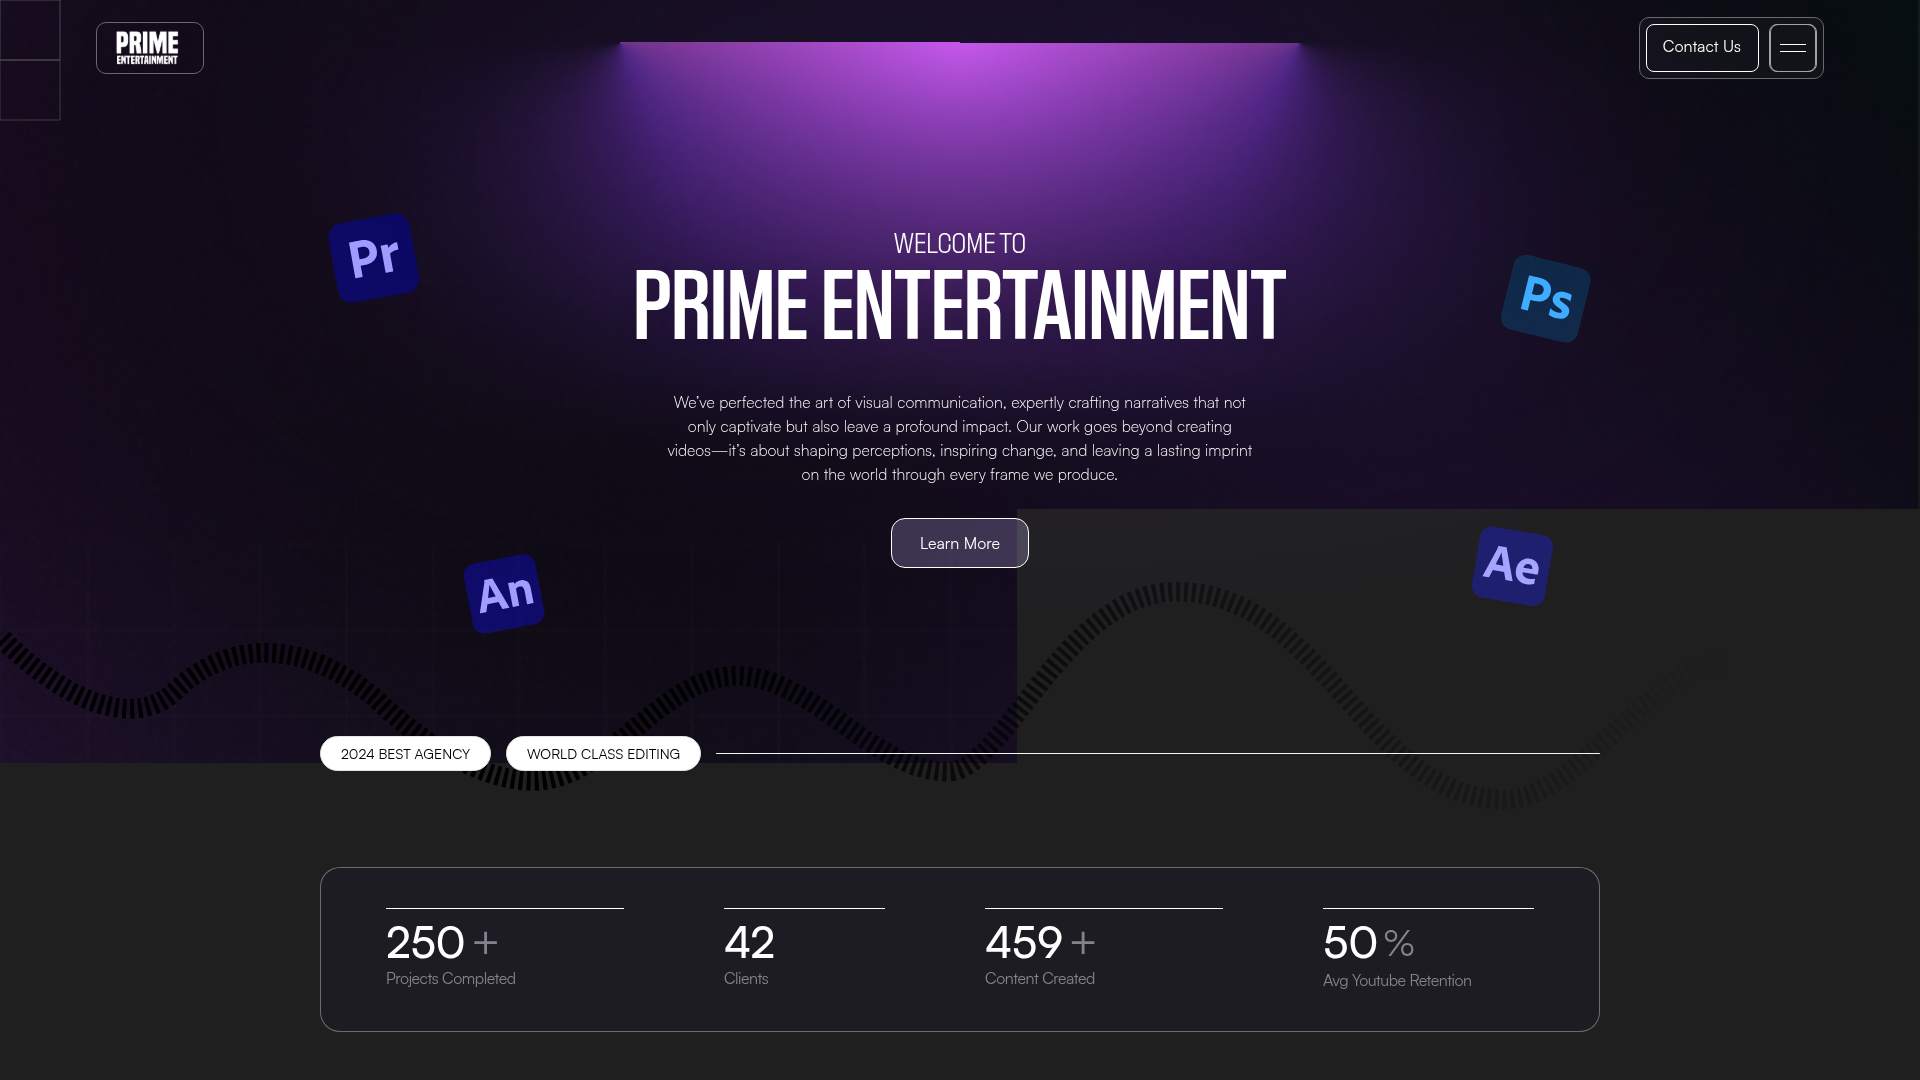 PRIME
ENTERTAINMENT
Contact Us
Pr
Ps
WELCOME TO
PRIME ENTERTAINMENT
We’ve perfected the art of visual communication, expertly crafting narratives that not
only captivate but also leave a profound impact. Our work goes beyond creating
videos—it’s about shaping perceptions, inspiring change, and leaving a lasting imprint
on the world through every frame we produce.
Learn More
An
Ae
2024 BEST AGENCY
WORLD CLASS EDITING
250 +
Projects Completed
42
Clients
459 +
Content Created
50 %
Avg Youtube Retention